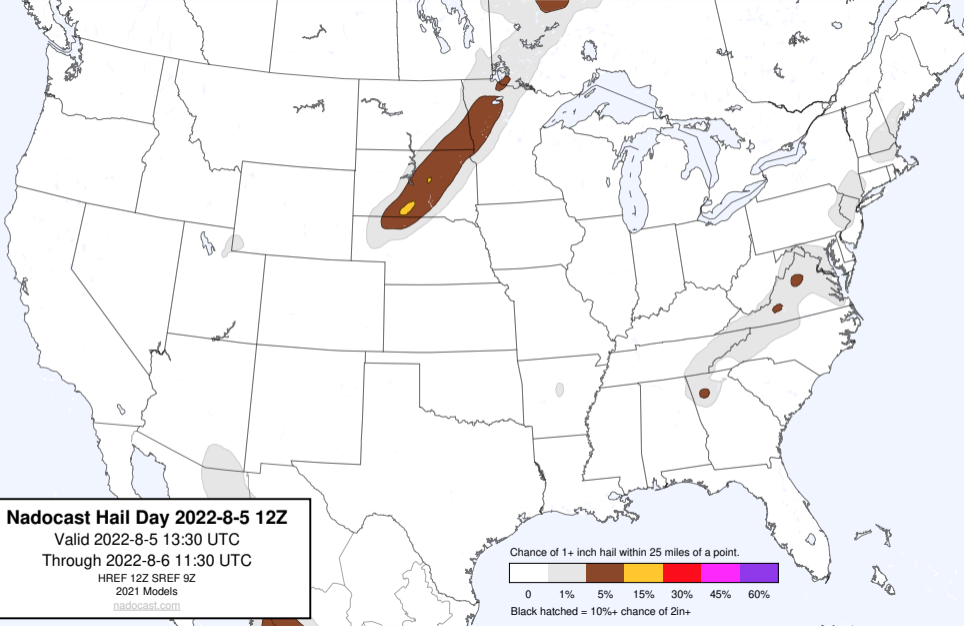 Nadocast Hail Day 2022-8-5 12Z
Valid 2022-8-5 13:30 UTC
Through 2022-8-6 11:30 UTC
HREF 12Z SREF 9Z
2021 Models
nadocast.com
Chance of 1+ inch hail within 25 miles of a point.
0 1% 5% 15% 30% 45% 60%
Black hatched = 10%+ chance of 2in+